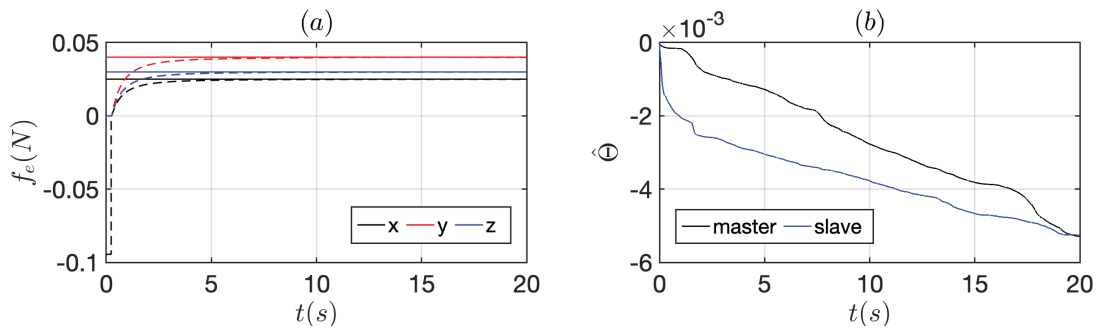 (a)
0.05
0
-0.05
-0.1
f_e(N)
x y z
0 5 10 15 20
t(s)
(b)
×10⁻³
0
-2
-4
-6
Θ̂
master slave
0 5 10 15 20
t(s)